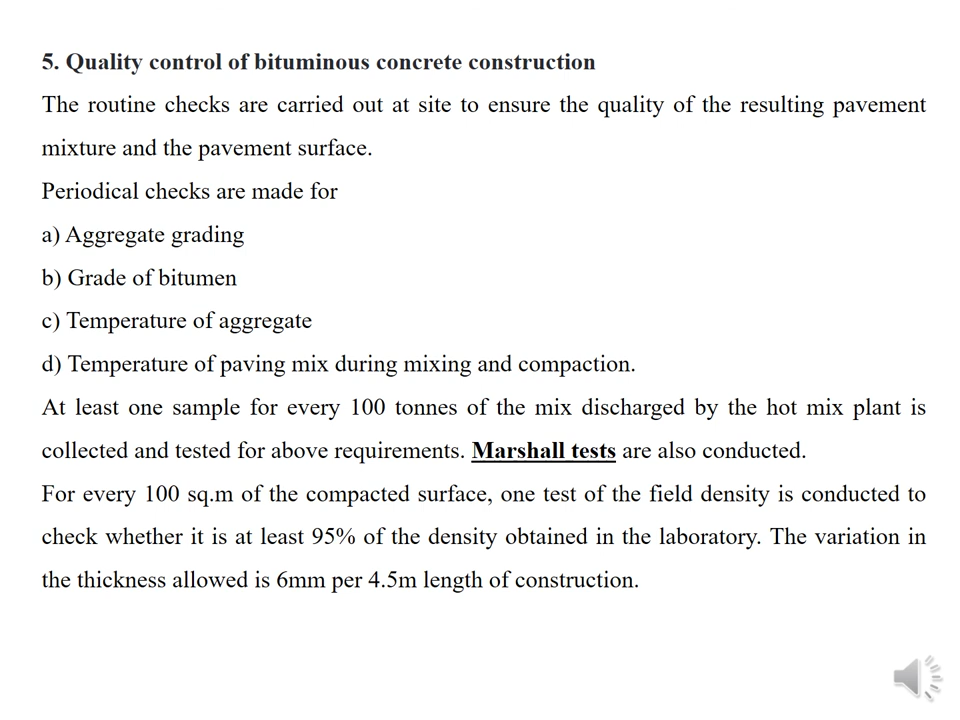 5. Quality control of bituminous concrete construction
The routine checks are carried out at site to ensure the quality of the resulting pavement
mixture and the pavement surface.
Periodical checks are made for
a) Aggregate grading
b) Grade of bitumen
c) Temperature of aggregate
d) Temperature of paving mix during mixing and compaction.
At least one sample for every 100 tonnes of the mix discharged by the hot mix plant is
collected and tested for above requirements. Marshall tests are also conducted.
For every 100 sq.m of the compacted surface, one test of the field density is conducted to
check whether it is at least 95% of the density obtained in the laboratory. The variation in
the thickness allowed is 6mm per 4.5m length of construction.